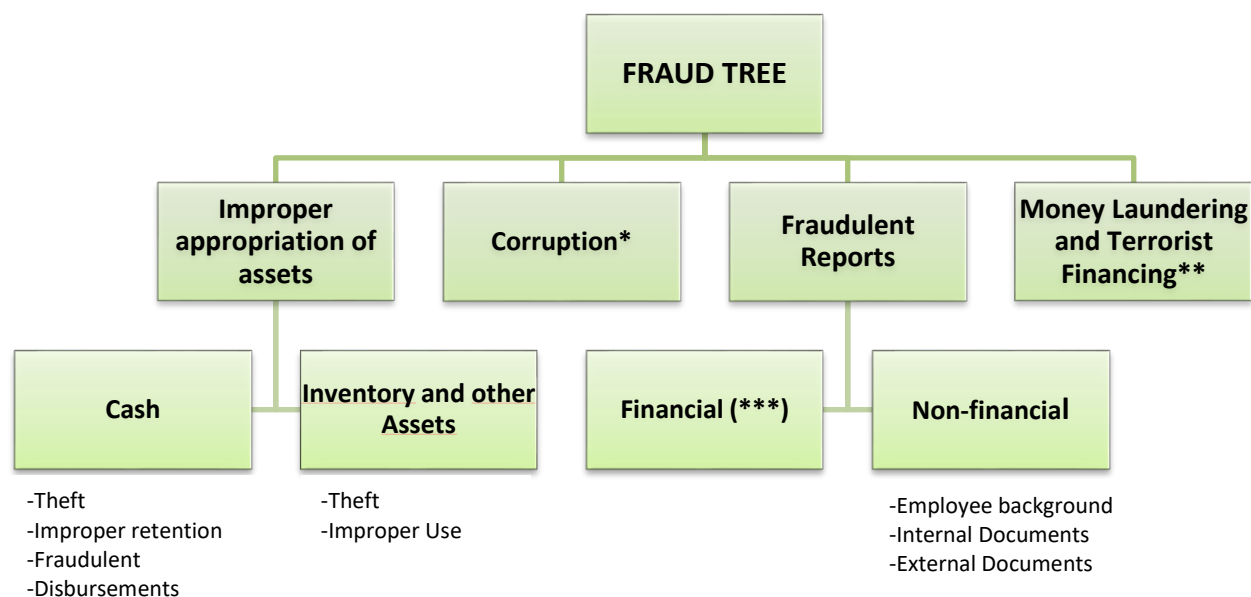 FRAUD TREE
Improper
appropriation of
assets
Corruption*
Fraudulent
Reports
Money Laundering
and Terrorist
Financing**
Cash
Inventory and other
Assets
Financial (***)
Non-financial
-Theft
-Improper retention
-Fraudulent
-Disbursements
-Theft
-Improper Use
-Employee background
-Internal Documents
-External Documents